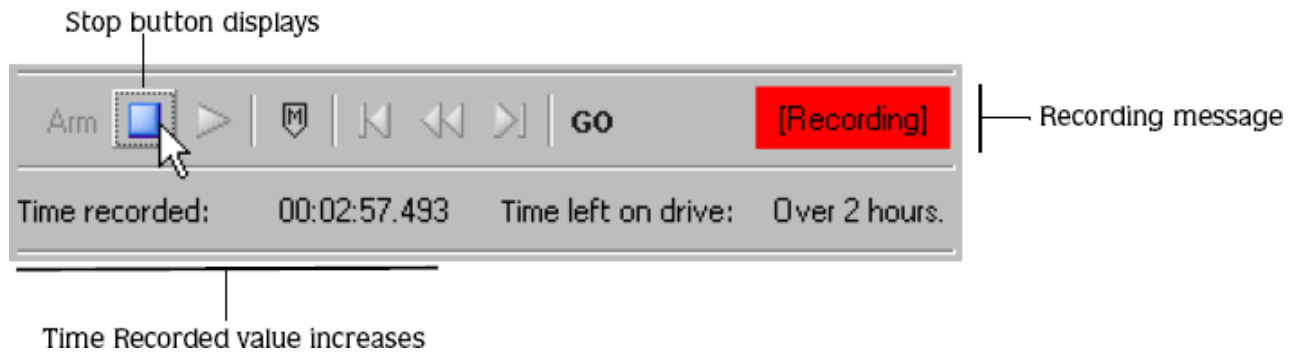 Stop button displays
Arm M GO [Recording]
Recording message
Time recorded: 00:02:57.493 Time left on drive: Over 2 hours.
Time Recorded value increases